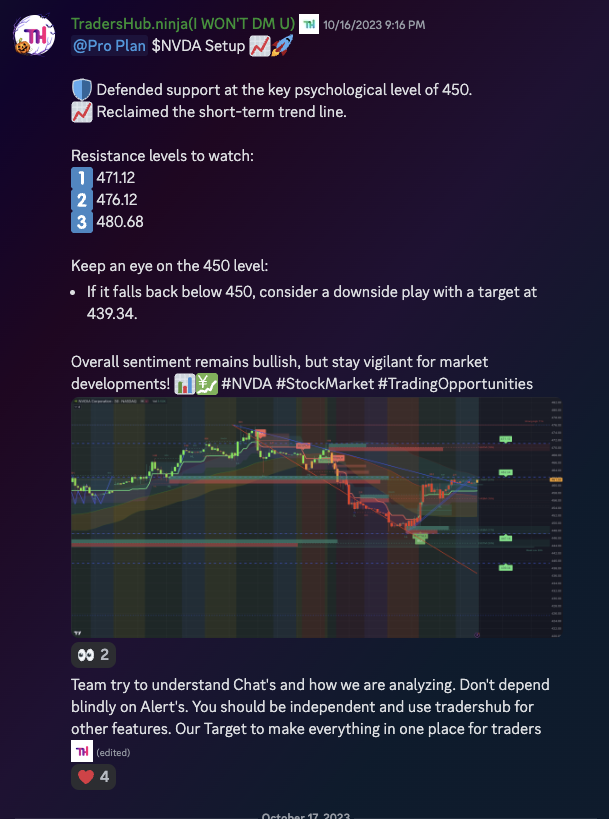 TradersHub.ninja(I WON'T DM U) TH 10/16/2023 9:16 PM
@Pro Plan $NVDA Setup
Defended support at the key psychological level of 450.
Reclaimed the short-term trend line.
Resistance levels to watch:
1 471.12
2 476.12
3 480.68
Keep an eye on the 450 level:
• If it falls back below 450, consider a downside play with a target at
439.34.
Overall sentiment remains bullish, but stay vigilant for market
developments! #NVDA #StockMarket #TradingOpportunities
2
Team try to understand Chat's and how we are analyzing. Don't depend
blindly on Alert's. You should be independent and use tradershub for
other features. Our Target to make everything in one place for traders
TH (edited)
4
October 17, 2023